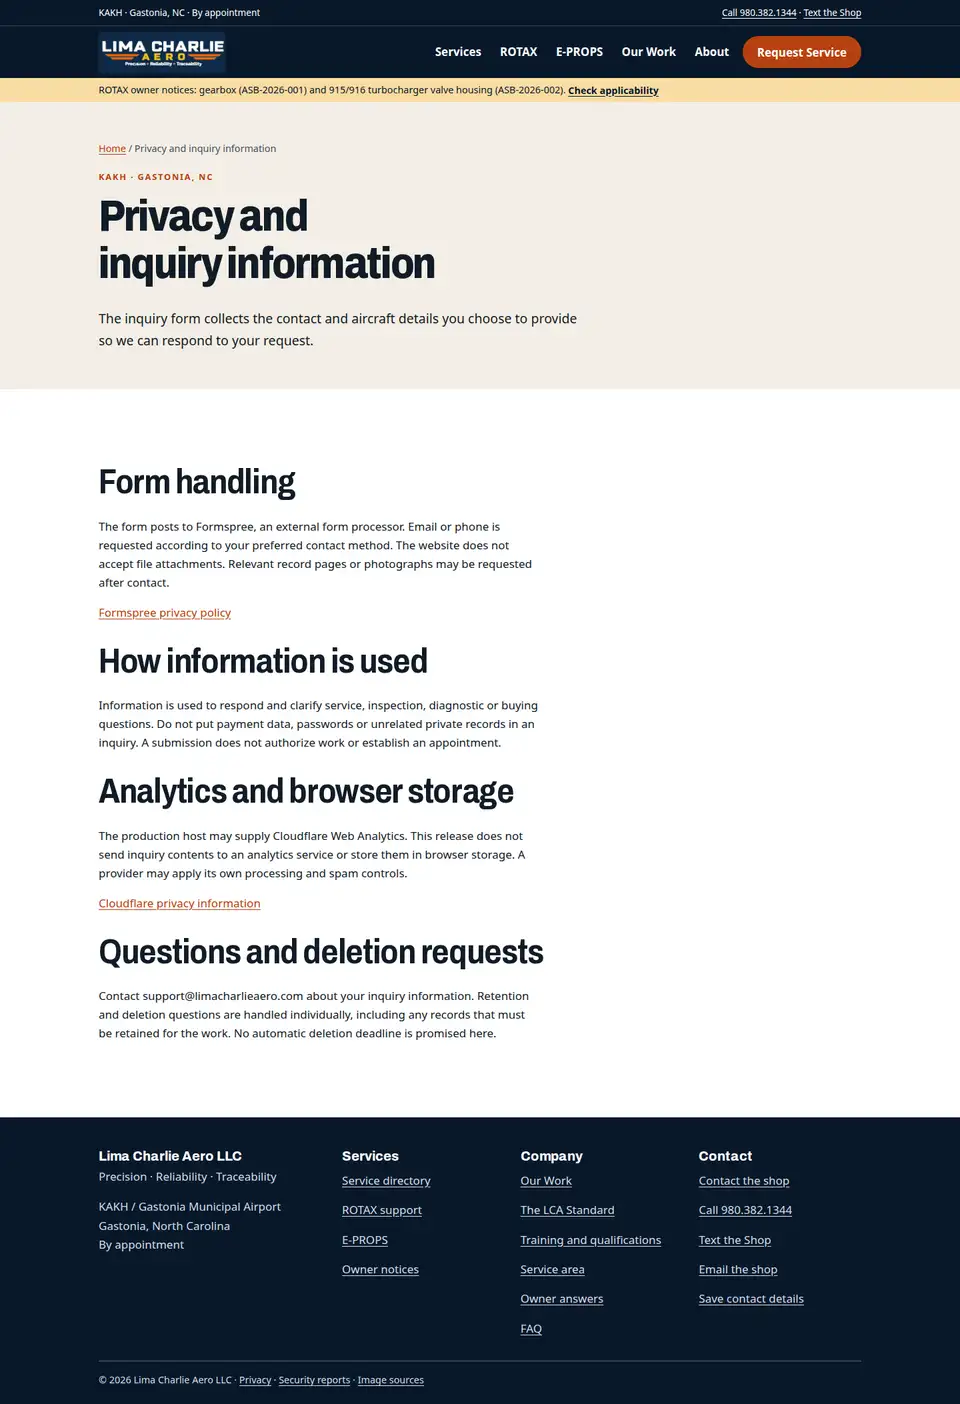 KAKH · Gastonia, NC · By appointment
Call 980.382.1344 · Text the Shop
LIMA CHARLIE
AERO
Precision • Reliability • Traceability
Services
ROTAX
E-PROPS
Our Work
About
Request Service
ROTAX owner notices: gearbox (ASB-2026-001) and 915/916 turbocharger valve housing (ASB-2026-002). Check applicability
Home / Privacy and inquiry information
KAKH · GASTONIA, NC
Privacy and
inquiry information
The inquiry form collects the contact and aircraft details you choose to provide
so we can respond to your request.
Form handling
The form posts to Formspree, an external form processor. Email or phone is
requested according to your preferred contact method. The website does not
accept file attachments. Relevant record pages or photographs may be requested
after contact.
Formspree privacy policy
How information is used
Information is used to respond and clarify service, inspection, diagnostic or buying
questions. Do not put payment data, passwords or unrelated private records in an
inquiry. A submission does not authorize work or establish an appointment.
Analytics and browser storage
The production host may supply Cloudflare Web Analytics. This release does not
send inquiry contents to an analytics service or store them in browser storage. A
provider may apply its own processing and spam controls.
Cloudflare privacy information
Questions and deletion requests
Contact support@limacharlieaero.com about your inquiry information. Retention
and deletion questions are handled individually, including any records that must
be retained for the work. No automatic deletion deadline is promised here.
Lima Charlie Aero LLC
Precision · Reliability · Traceability
KAKH / Gastonia Municipal Airport
Gastonia, North Carolina
By appointment
Services
Service directory
ROTAX support
E-PROPS
Owner notices
Company
Our Work
The LCA Standard
Training and qualifications
Service area
Owner answers
FAQ
Contact
Contact the shop
Call 980.382.1344
Text the Shop
Email the shop
Save contact details
© 2026 Lima Charlie Aero LLC · Privacy · Security reports · Image sources